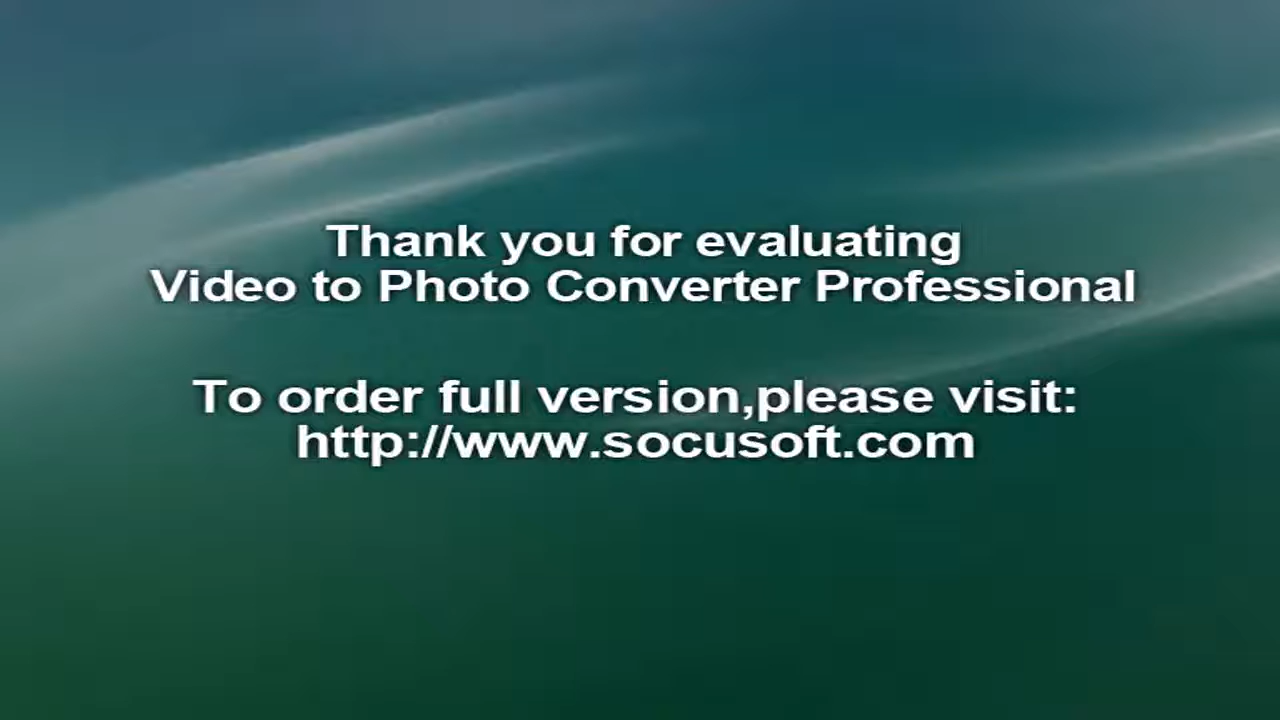 Thank you for evaluating
Video to Photo Converter Professional
To order full version,please visit:
http://www.socusoft.com